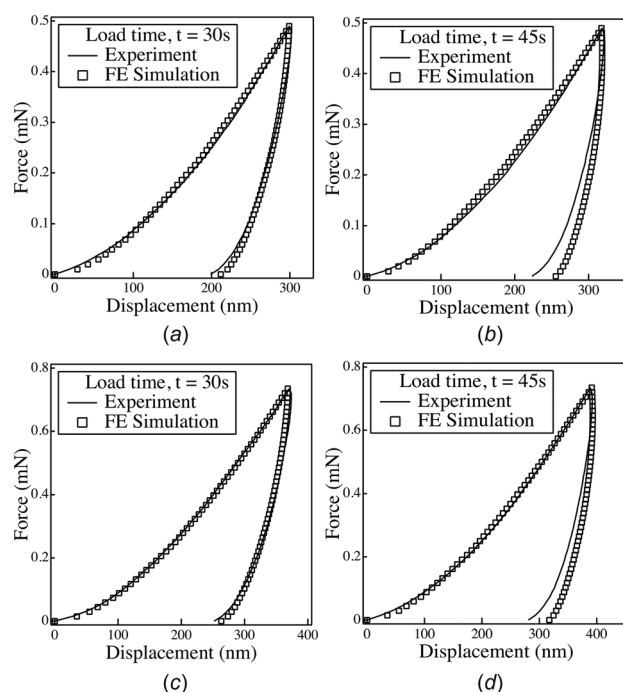 0.5
0.4
0.3
0.2
0.1
0
Force (mN)
Load time, t = 30s
Experiment
FE Simulation
0
100
200
300
Displacement (nm)
(a)
0.5
0.4
0.3
0.2
0.1
0
Force (mN)
Load time, t = 45s
Experiment
FE Simulation
0
100
200
300
Displacement (nm)
(b)
0.8
0.6
0.4
0.2
0
Force (mN)
Load time, t = 30s
Experiment
FE Simulation
0
100
200
300
400
Displacement (nm)
(c)
0.8
0.6
0.4
0.2
0
Force (mN)
Load time, t = 45s
Experiment
FE Simulation
0
100
200
300
400
Displacement (nm)
(d)